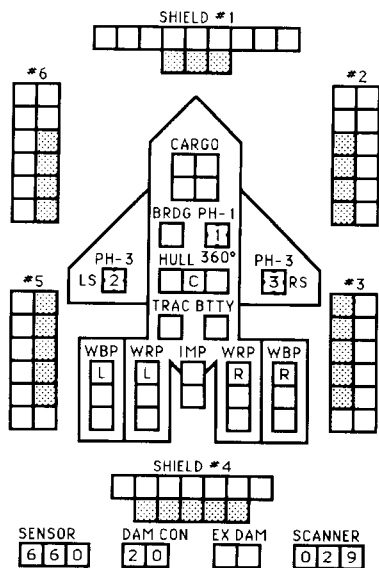 SHIELD #1
#6
#2
CARGO
BRDG PH-1
1
PH-3 HULL 360° PH-3
LS 2 C 3 RS
#5
#3
TRAC BTTY
WBP WRP IMP WRP WBP
L L R R
SHIELD #4
SENSOR DAM CON EX DAM SCANNER
6 6 0 2 0 0 2 9